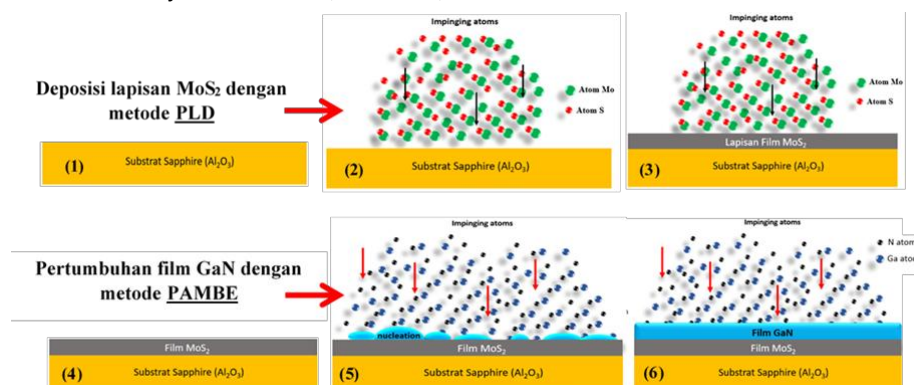 Impinging atoms
Impinging atoms
Deposisi lapisan MoS₂ dengan
metode PLD
Atom Mo
Atom S
Atom Mo
Atom S
Lapisan Film MoS₂
(1) Substrat Sapphire (Al₂O₃)
(2) Substrat Sapphire (Al₂O₃)
(3) Substrat Sapphire (Al₂O₃)
Impinging atoms
Impinging atoms
Pertumbuhan film GaN dengan
metode PAMBE
N atom
Ga atom
nucleation
Film GaN
Film MoS₂
Film MoS₂
Film MoS₂
(4) Substrat Sapphire (Al₂O₃)
(5) Substrat Sapphire (Al₂O₃)
(6) Substrat Sapphire (Al₂O₃)